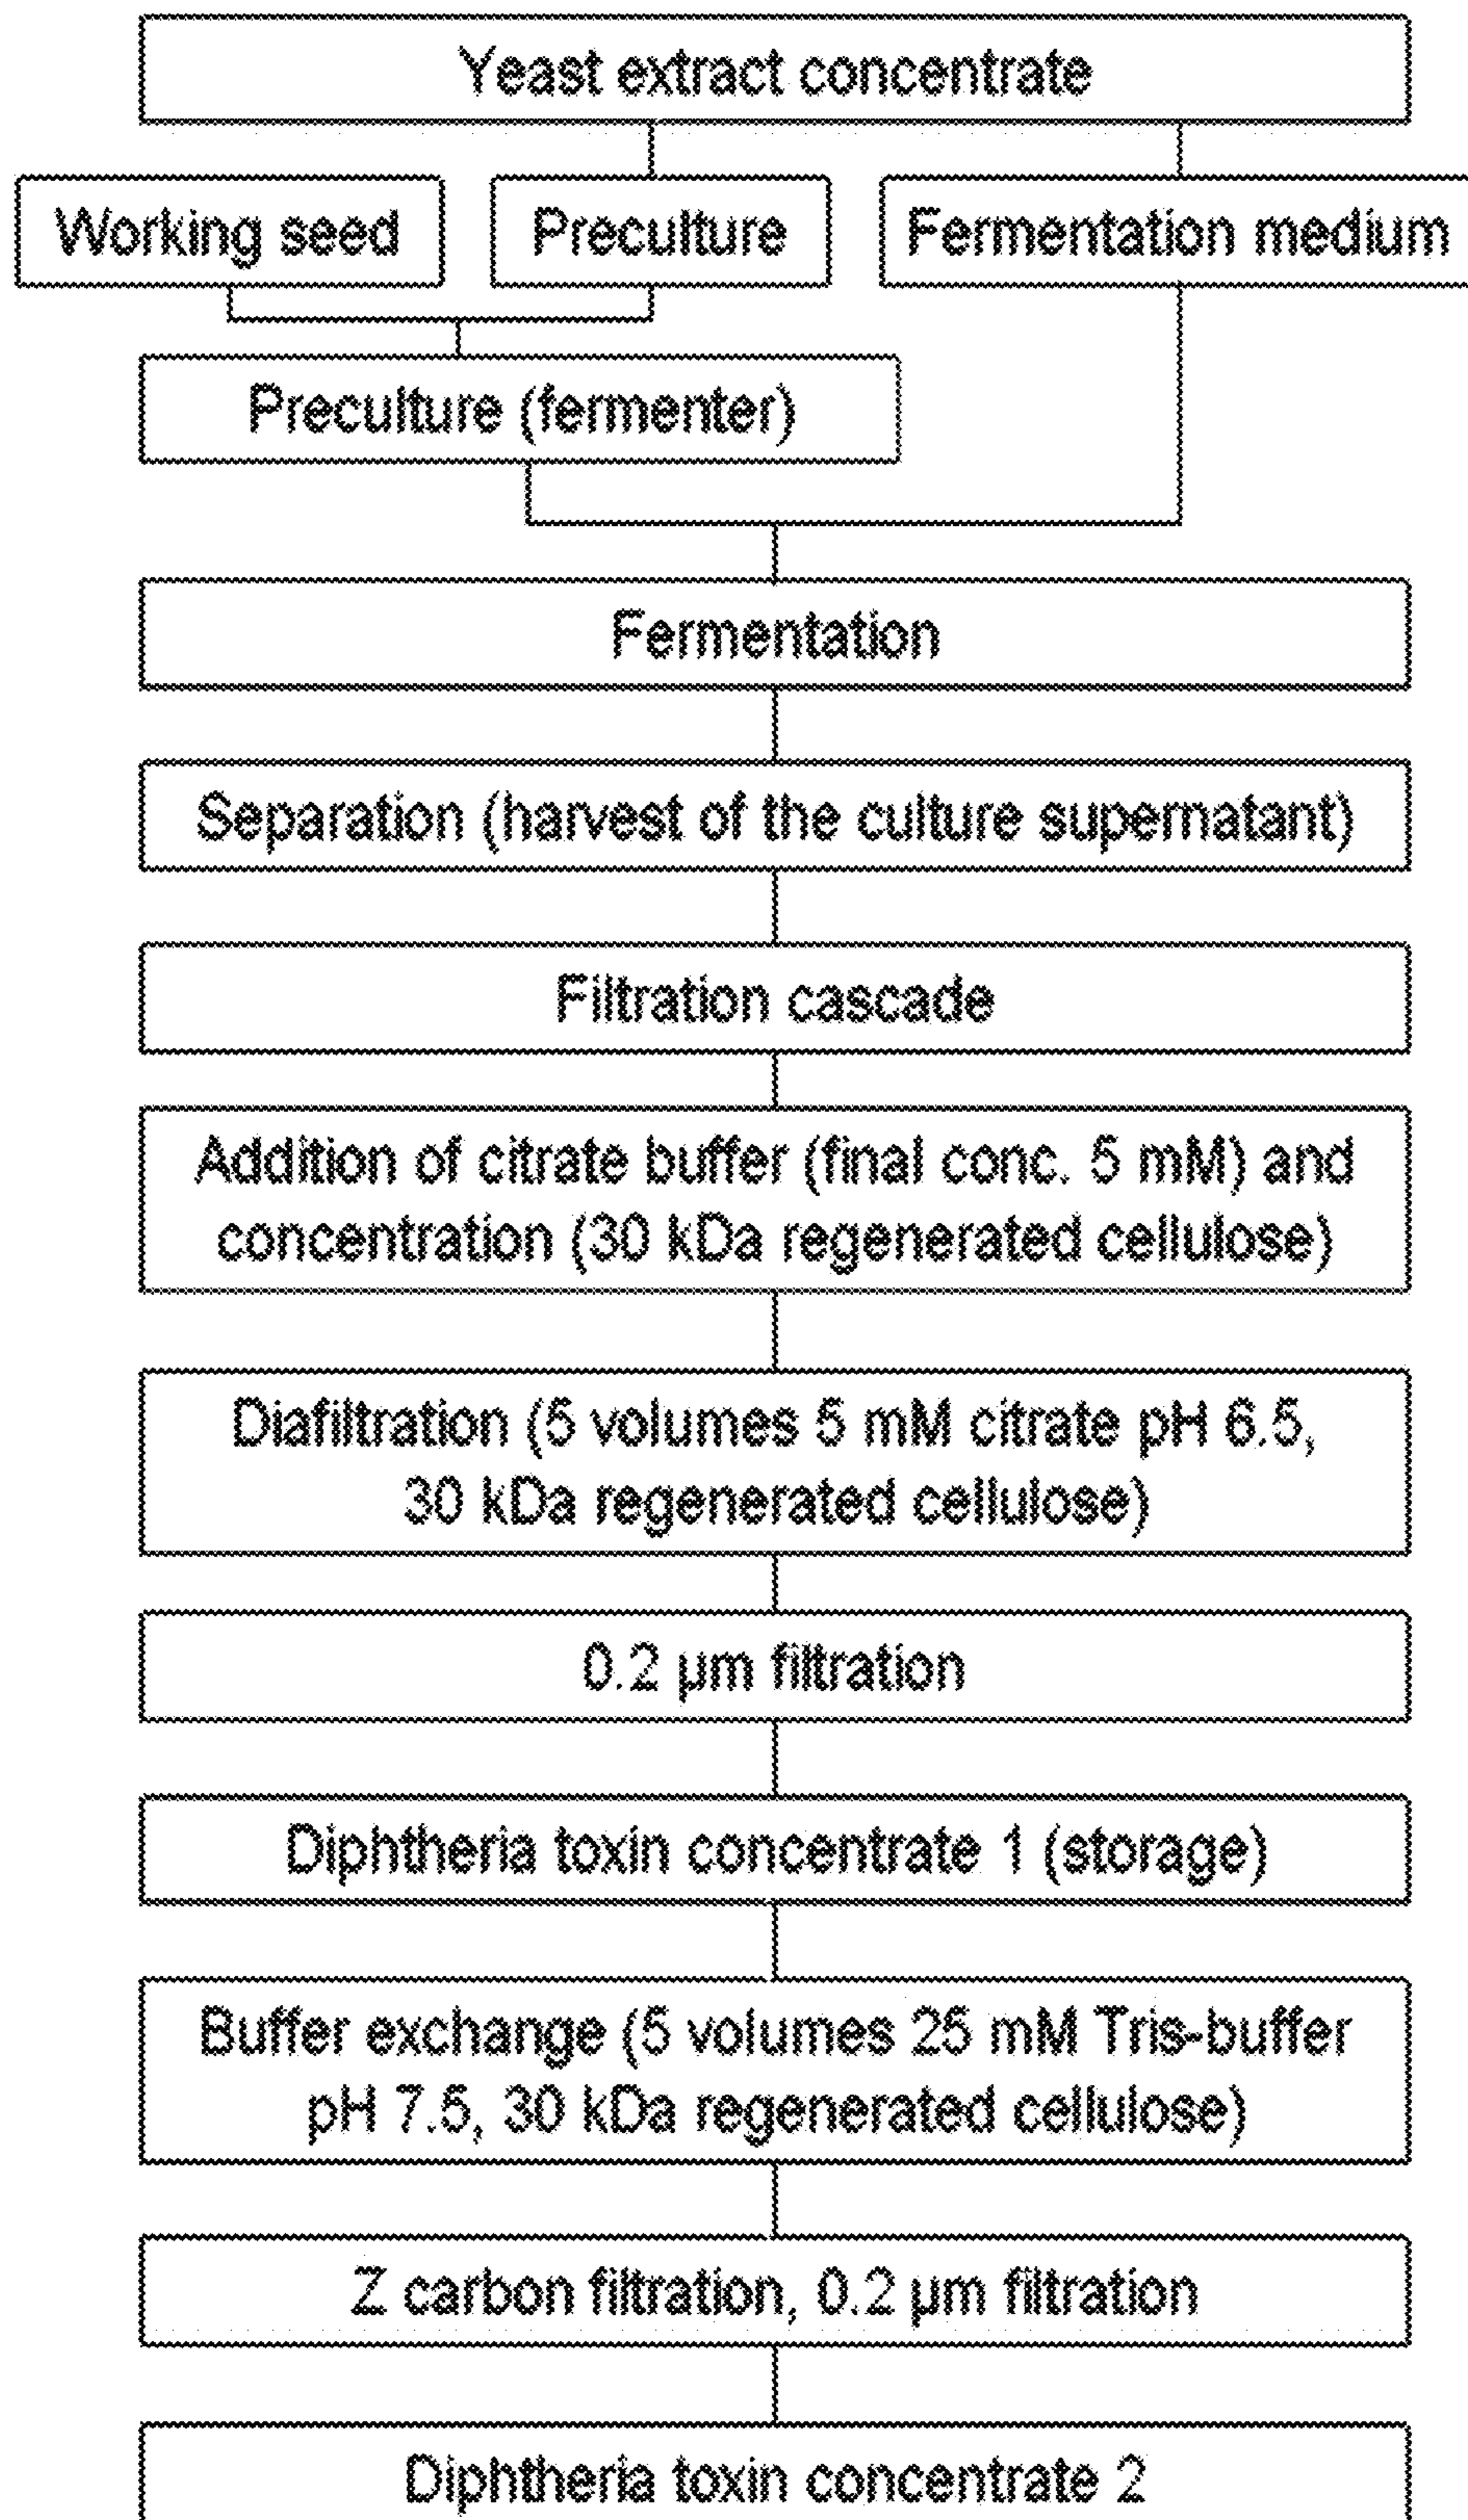 Yeast extract concentrate
Working seed
Preculture
Fermentation medium
Preculture (fermenter)
Fermentation
Separation (harvest of the culture supernatant)
Filtration cascade
Addition of citrate buffer (final conc. 5 mM) and
concentration (30 kDa regenerated cellulose)
Diafiltration (5 volumes 5 mM citrate pH 6.5,
30 kDa regenerated cellulose)
0.2 µm filtration
Diphtheria toxin concentrate 1 (storage)
Buffer exchange (5 volumes 25 mM Tris-buffer
pH 7.5, 30 kDa regenerated cellulose)
Z carbon filtration, 0.2 µm filtration
Diphtheria toxin concentrate 2